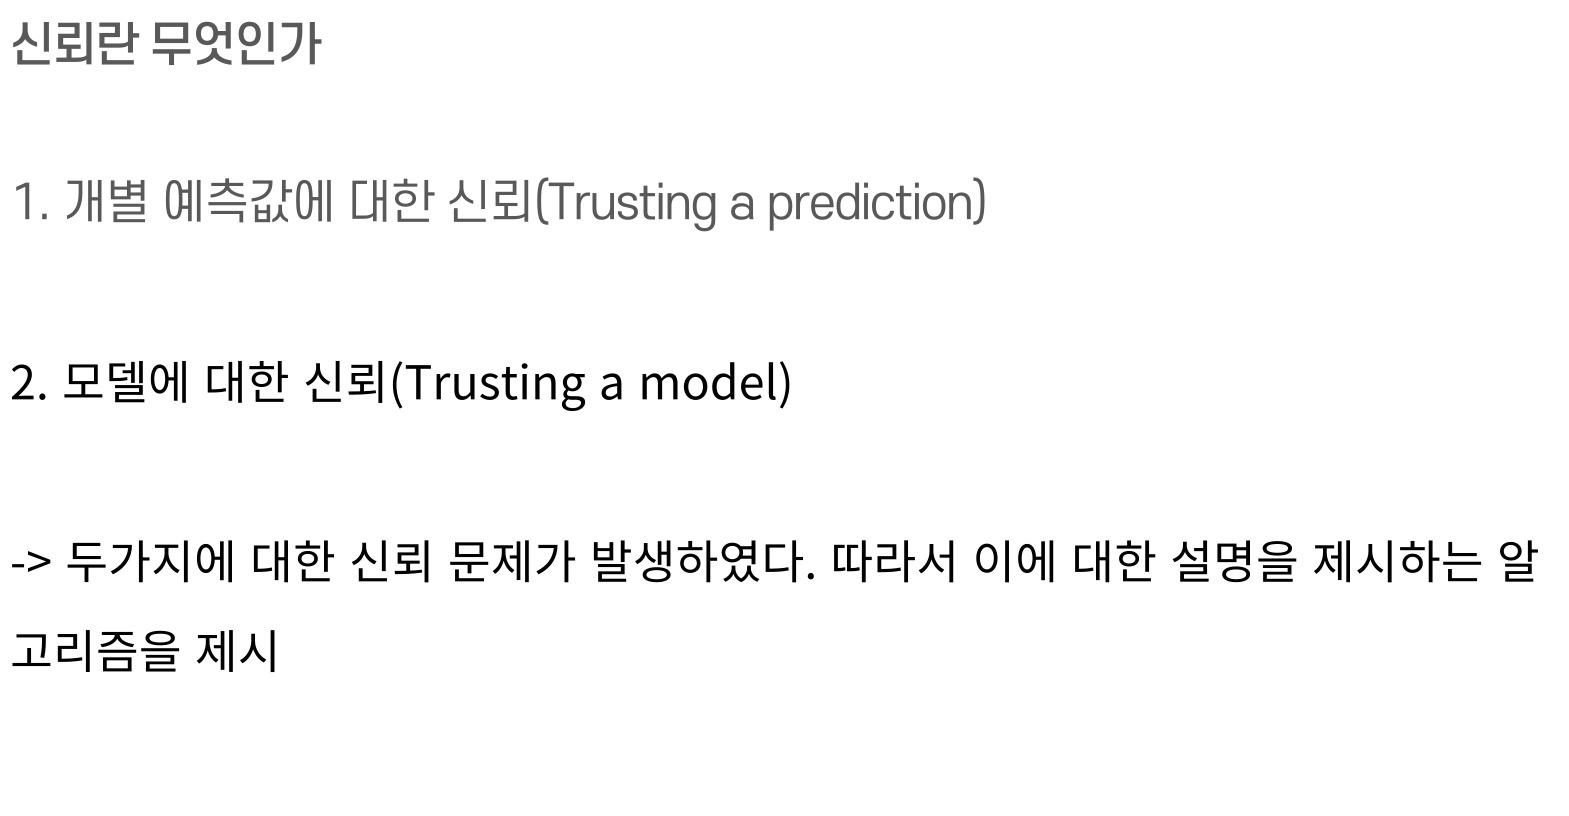 신뢰란 무엇인가
1. 개별 예측값에 대한 신뢰(Trusting a prediction)
2. 모델에 대한 신뢰(Trusting a model)
-> 두가지에 대한 신뢰 문제가 발생하였다. 따라서 이에 대한 설명을 제시하는 알
고리즘을 제시